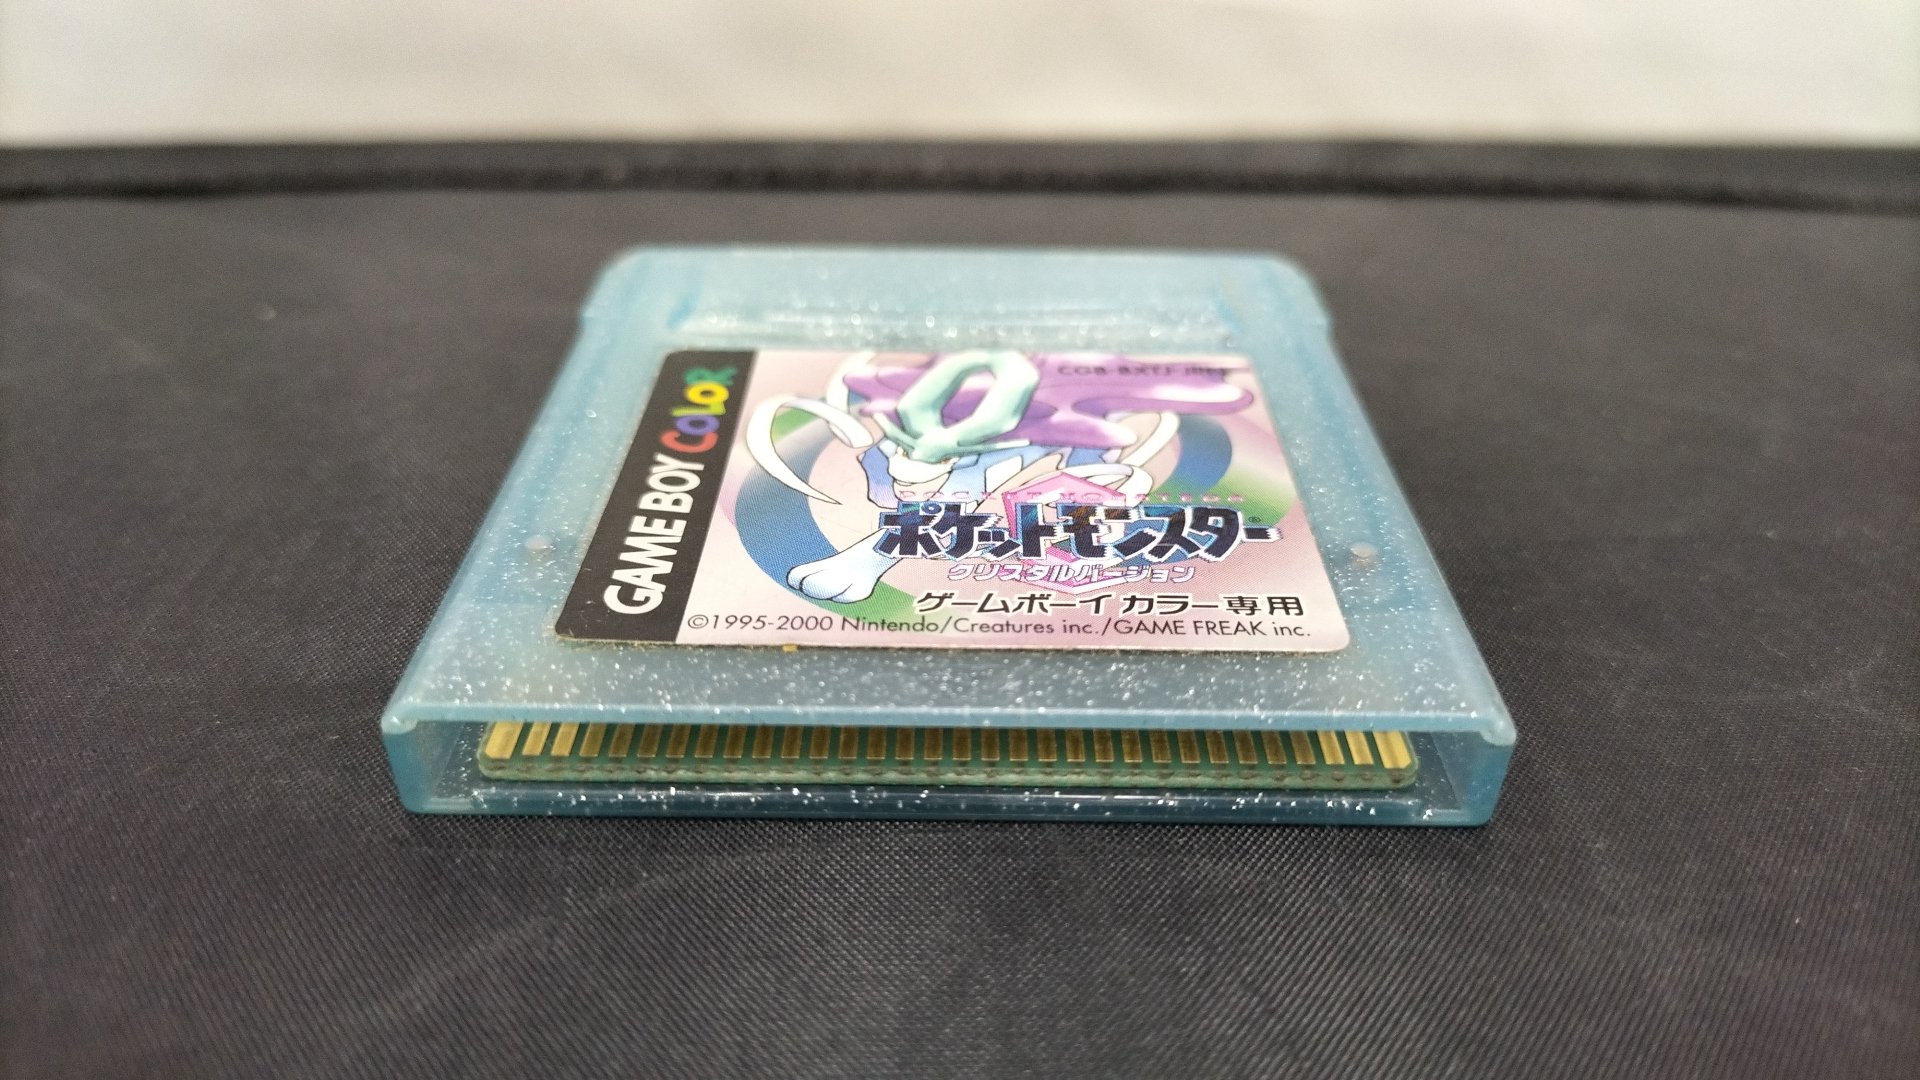 GAME BOY COLOR
POCKET MONSTERS
ポケットモンスター®
クリスタルバージョン
ゲームボーイ カラー専用
©1995-2000 Nintendo/Creatures inc./GAME FREAK inc.